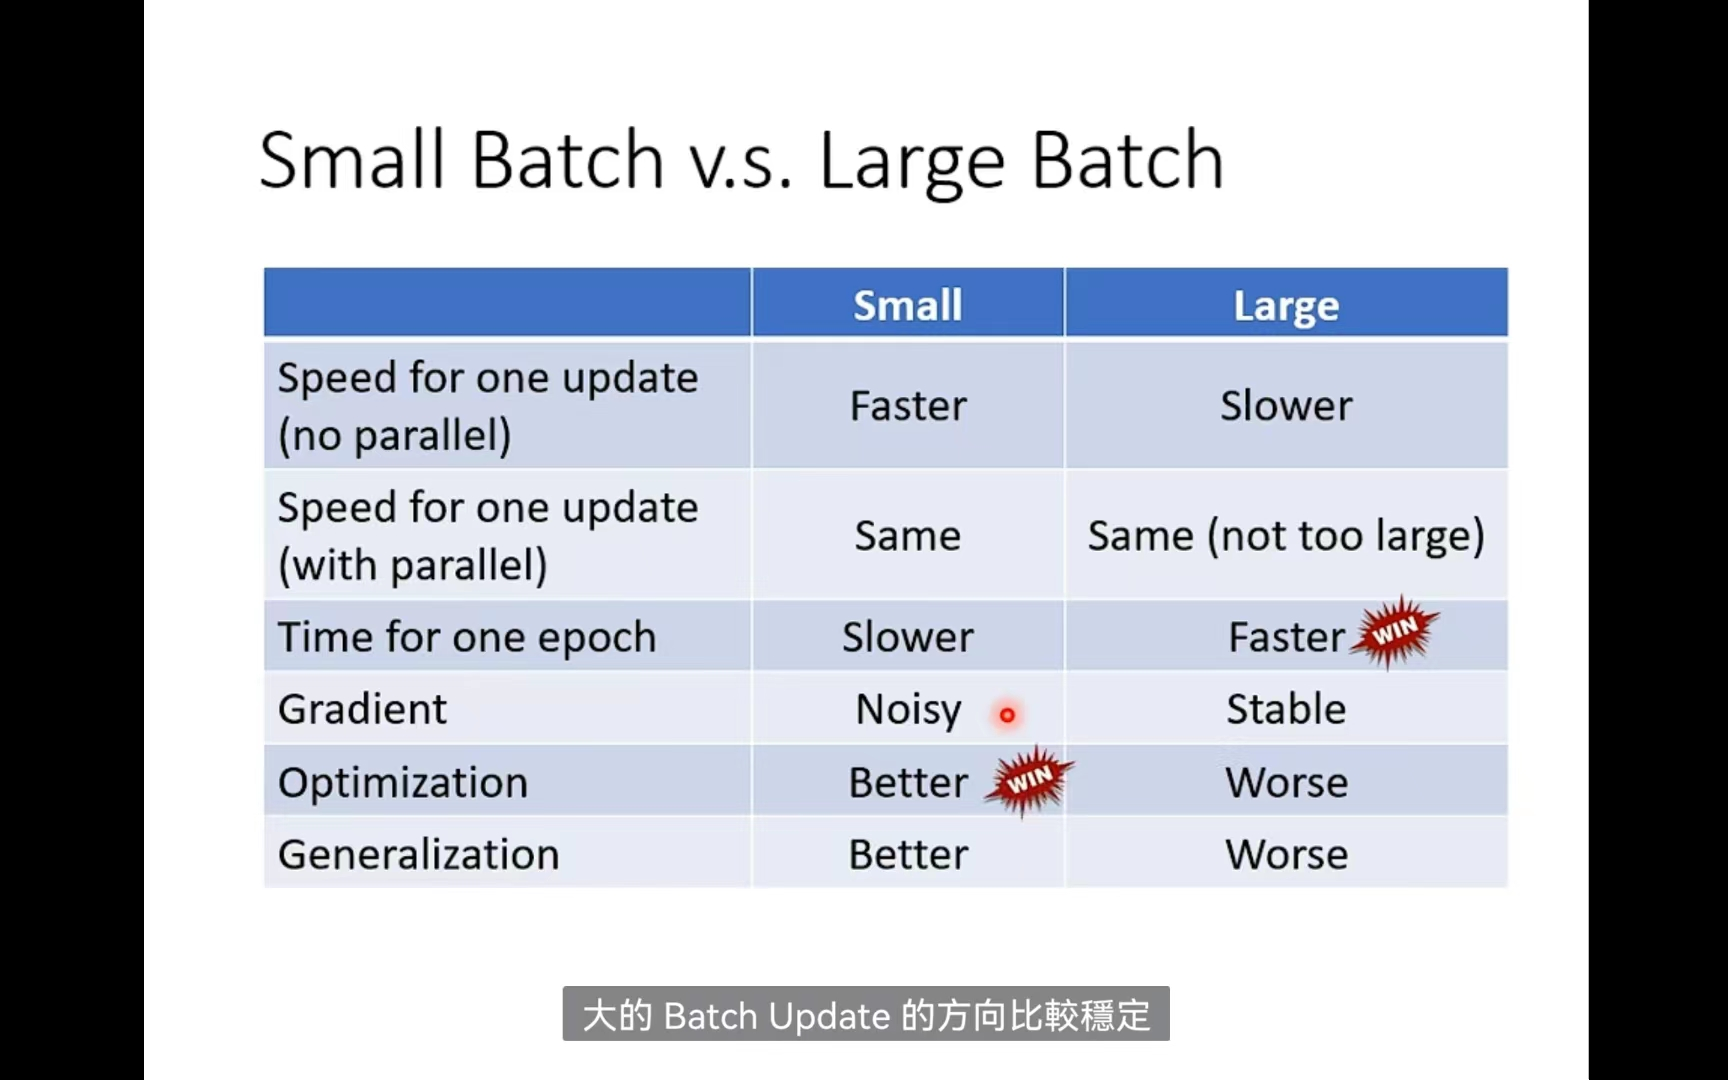 Small Batch v.s. Large Batch
Small Large
Speed for one update
(no parallel)
Faster Slower
Speed for one update
(with parallel)
Same Same (not too large)
Time for one epoch Slower Faster WIN
Gradient Noisy Stable
Optimization Better WIN Worse
Generalization Better Worse
大的 Batch Update 的方向比較穩定